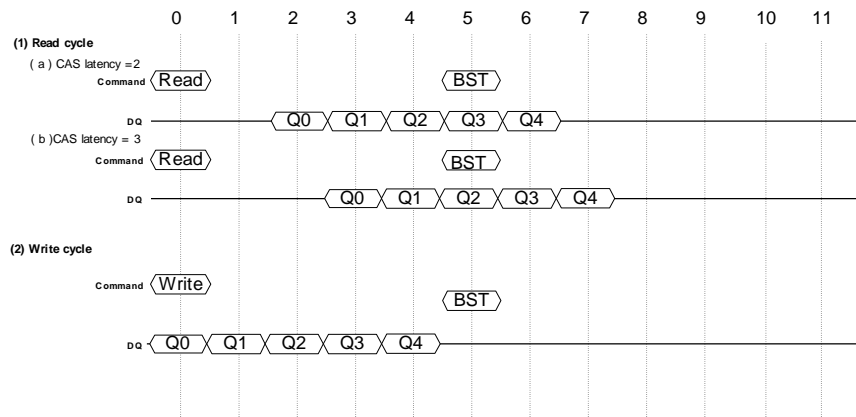 0 1 2 3 4 5 6 7 8 9 10 11
(1) Read cycle
( a ) CAS latency =2
Command Read BST
DQ Q0 Q1 Q2 Q3 Q4
( b )CAS latency = 3
Command Read BST
DQ Q0 Q1 Q2 Q3 Q4
(2) Write cycle
Command Write BST
DQ Q0 Q1 Q2 Q3 Q4